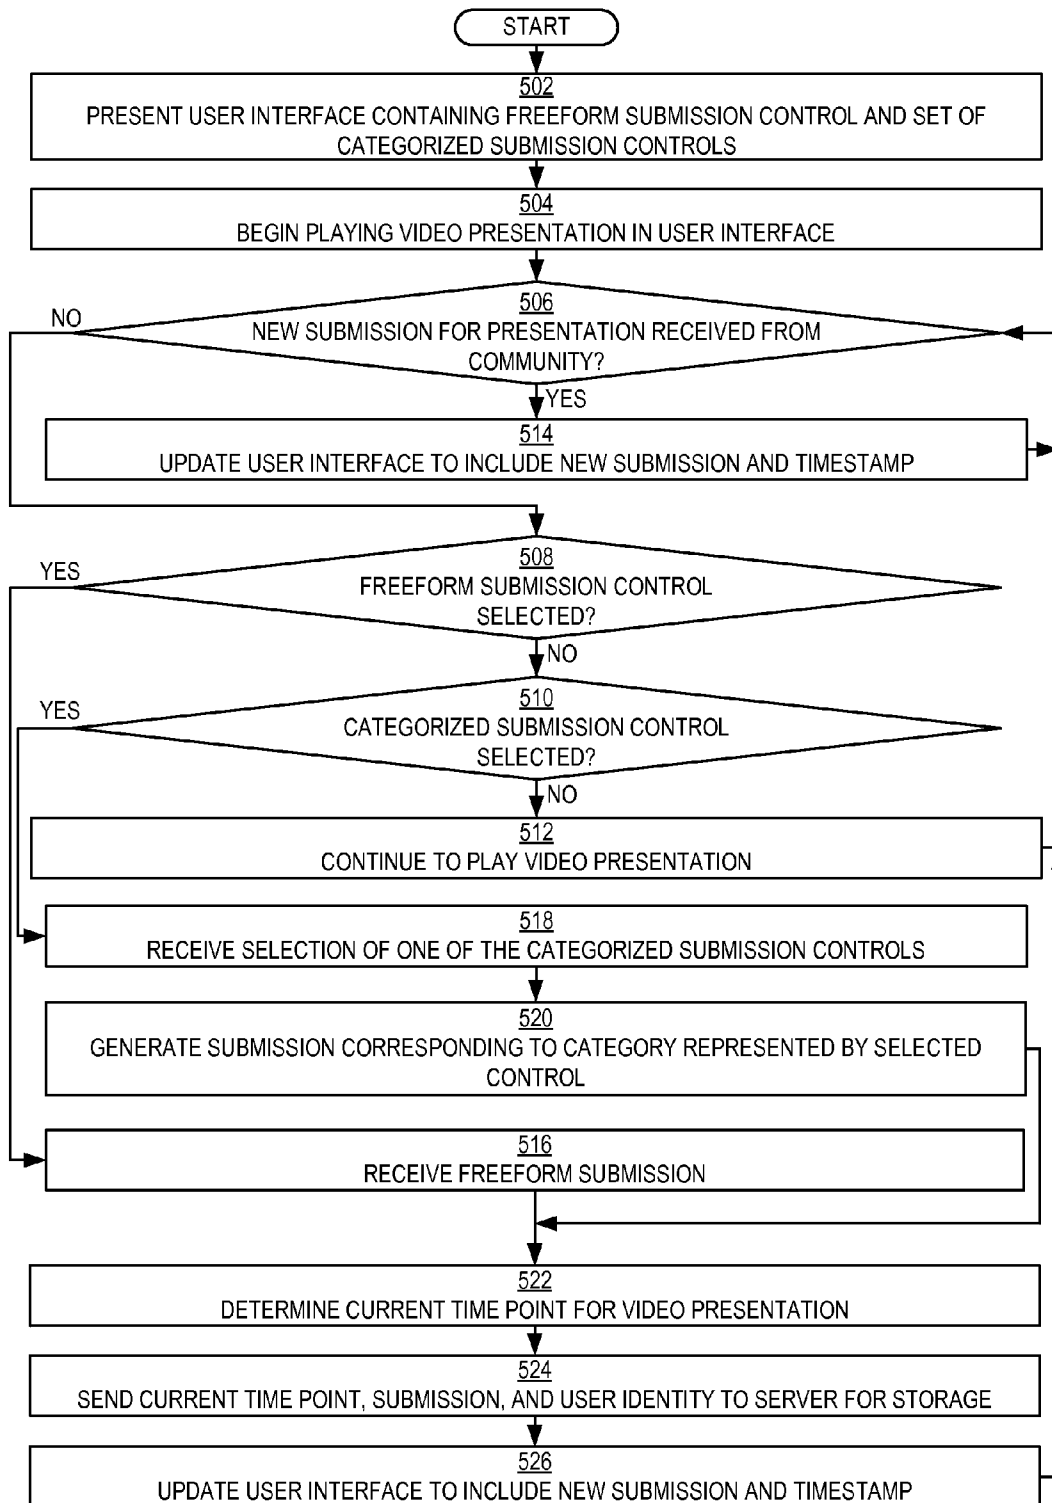 START
502
PRESENT USER INTERFACE CONTAINING FREEFORM SUBMISSION CONTROL AND SET OF
CATEGORIZED SUBMISSION CONTROLS
504
BEGIN PLAYING VIDEO PRESENTATION IN USER INTERFACE
NO
506
NEW SUBMISSION FOR PRESENTATION RECEIVED FROM
COMMUNITY?
YES
514
UPDATE USER INTERFACE TO INCLUDE NEW SUBMISSION AND TIMESTAMP
YES
508
FREEFORM SUBMISSION CONTROL
SELECTED?
NO
YES
510
CATEGORIZED SUBMISSION CONTROL
SELECTED?
NO
512
CONTINUE TO PLAY VIDEO PRESENTATION
518
RECEIVE SELECTION OF ONE OF THE CATEGORIZED SUBMISSION CONTROLS
520
GENERATE SUBMISSION CORRESPONDING TO CATEGORY REPRESENTED BY SELECTED
CONTROL
516
RECEIVE FREEFORM SUBMISSION
522
DETERMINE CURRENT TIME POINT FOR VIDEO PRESENTATION
524
SEND CURRENT TIME POINT, SUBMISSION, AND USER IDENTITY TO SERVER FOR STORAGE
526
UPDATE USER INTERFACE TO INCLUDE NEW SUBMISSION AND TIMESTAMP